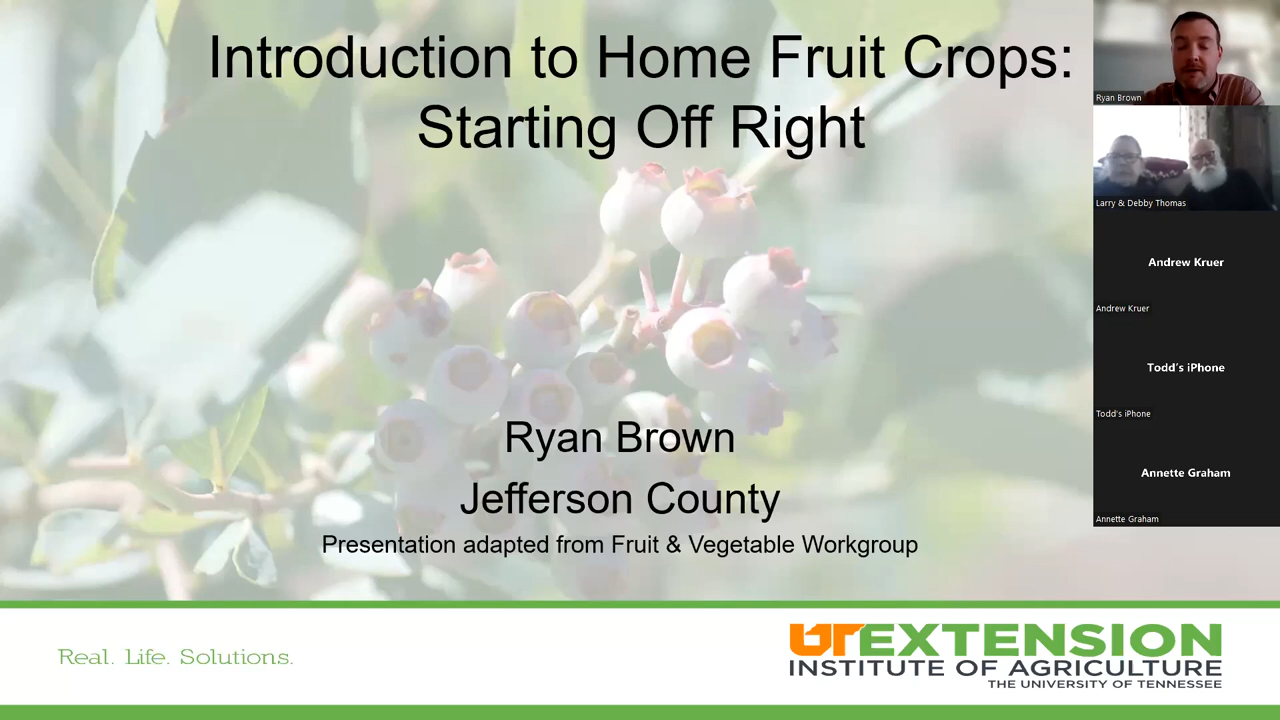 Introduction to Home Fruit Crops:
Starting Off Right
Ryan Brown
Jefferson County
Presentation adapted from Fruit & Vegetable Workgroup
Real. Life. Solutions.
UT EXTENSION
INSTITUTE OF AGRICULTURE
THE UNIVERSITY OF TENNESSEE
Ryan Brown
Larry & Debby Thomas
Andrew Kruer
Andrew Kruer
Todd's iPhone
Todd's iPhone
Annette Graham
Annette Graham